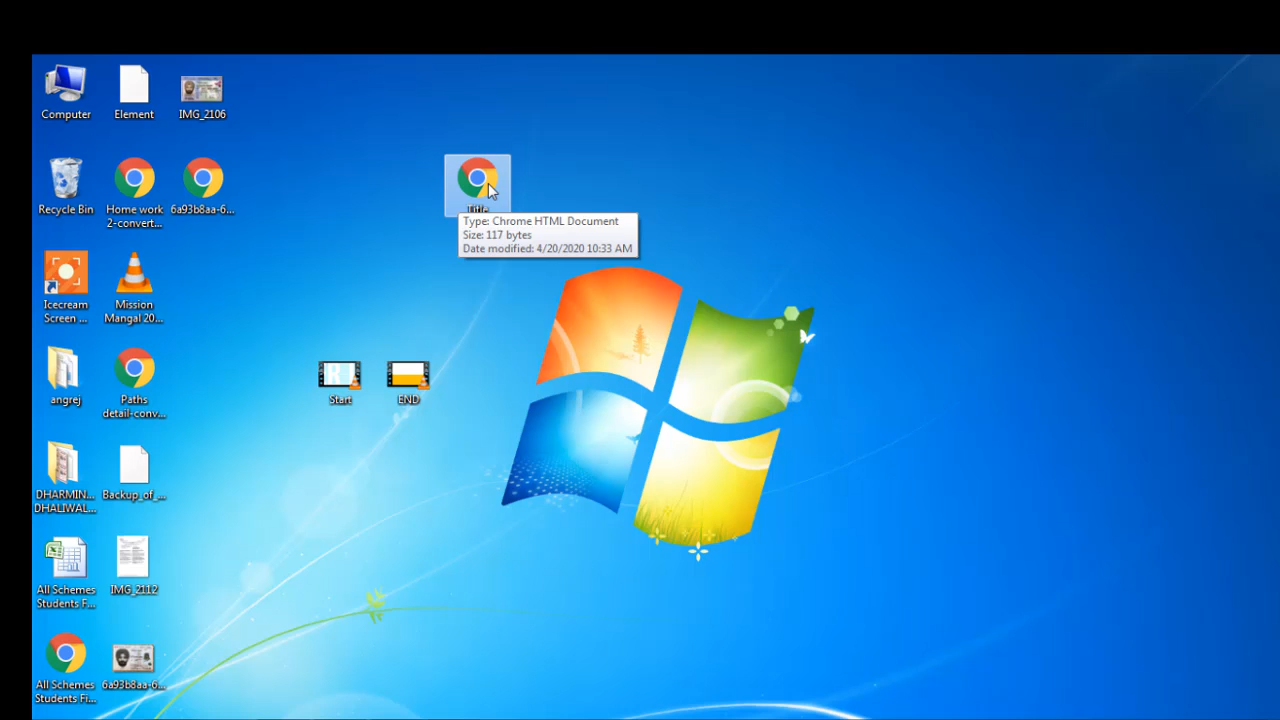 Computer
Element
IMG_2106
Recycle Bin
Home work
2-convert...
6a93b8aa-6...
Title
Type: Chrome HTML Document
Size: 117 bytes
Date modified: 4/20/2020 10:33 AM
Icecream
Screen ...
Mission
Mangal 20...
angrej
Paths
detail-conv...
Start
END
DHARMIN...
DHALIWAL...
Backup_of_...
All Schemes
Students F...
IMG_2112
All Schemes
Students Fi...
6a93b8aa-6...